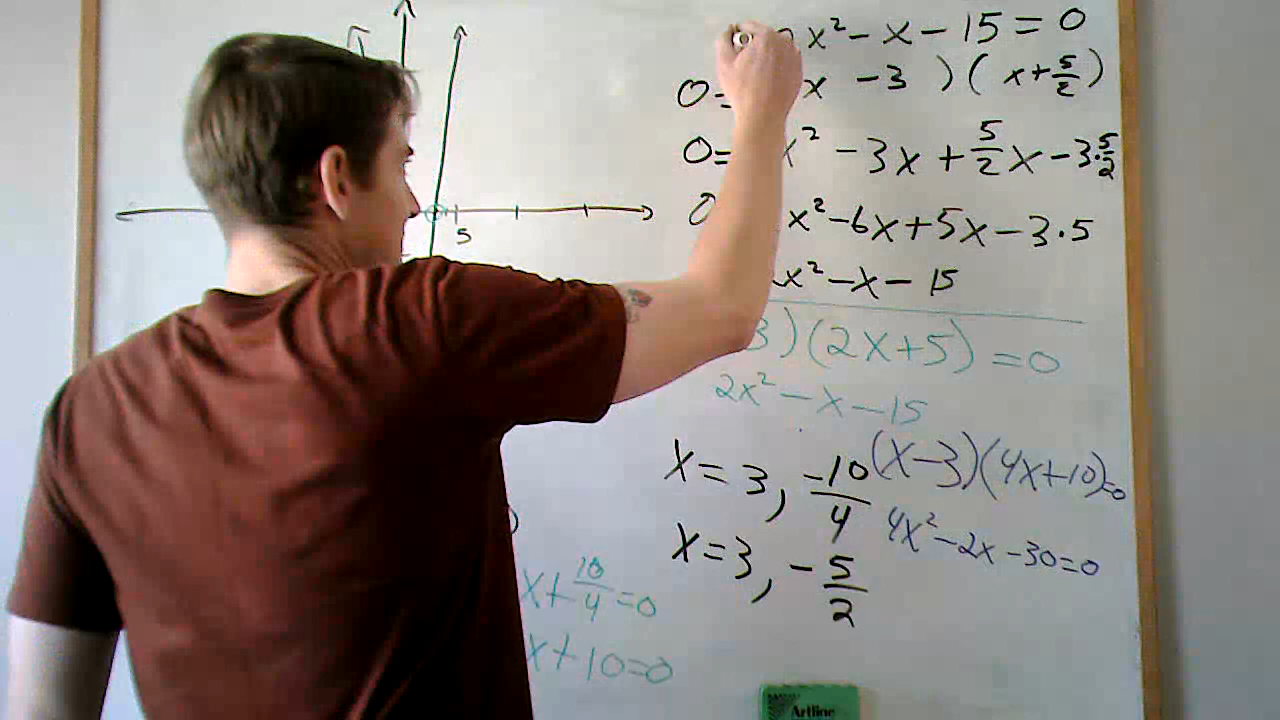 2x² - x - 15 = 0
0 = x - 3 ) ( x + 5/2 )
0 = x² - 3x + 5/2 x - 3·5/2
0 x² - 6x + 5x - 3·5
x² - x - 15
3)(2x+5) = 0
2x² - x - 15
x = 3, -10/4
(x-3)(4x+10)=0
4x² - 2x - 30 = 0
x = 3, -5/2
x + 10/4 = 0
x + 10 = 0
5
Artline